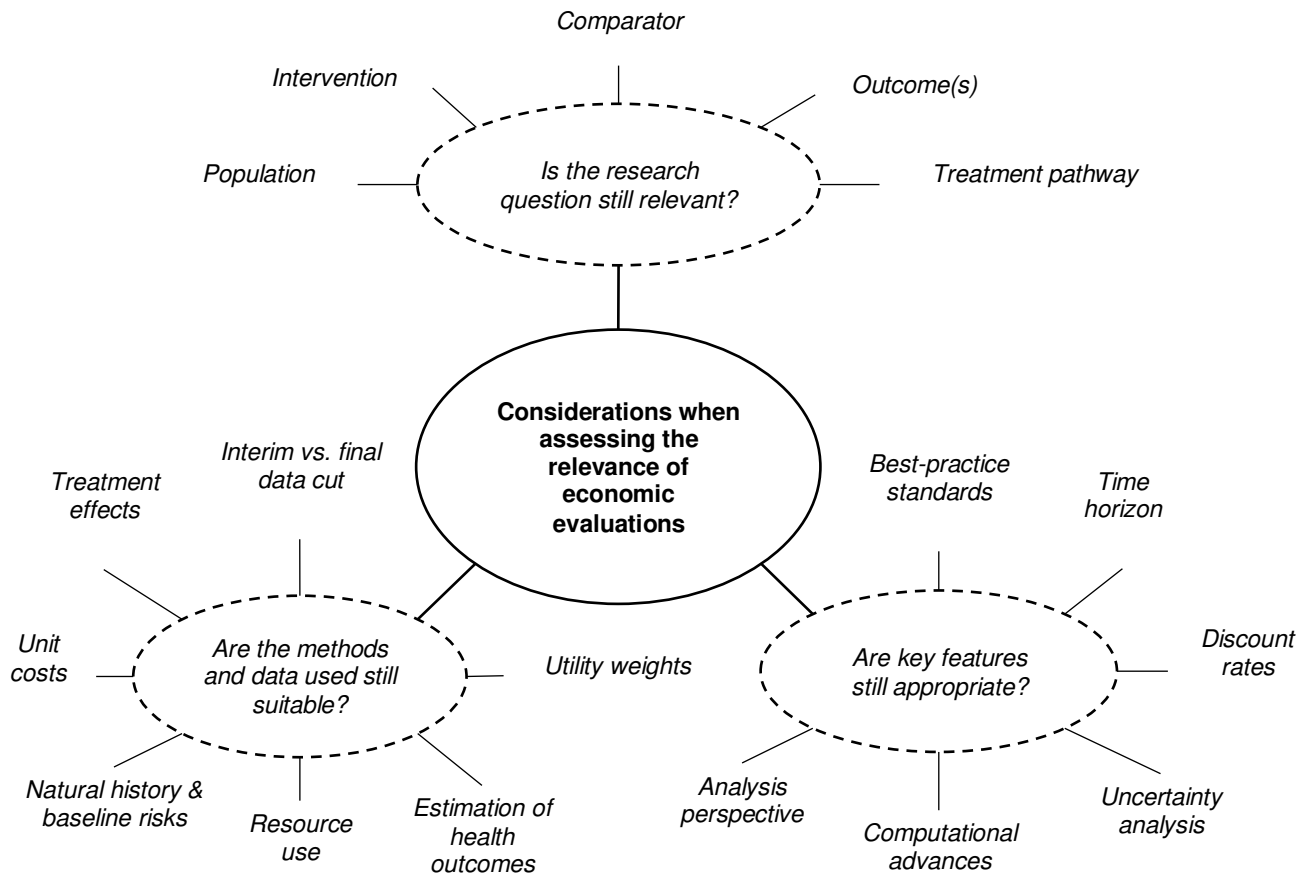 Comparator
Intervention
Outcome(s)
Population
Treatment pathway
Is the research
question still relevant?
Considerations when
assessing the
relevance of
economic
evaluations
Interim vs. final
data cut
Treatment
effects
Unit
costs
Are the methods
and data used still
suitable?
Utility weights
Natural history &
baseline risks
Resource
use
Estimation of
health
outcomes
Best-practice
standards
Time
horizon
Discount
rates
Are key features
still appropriate?
Analysis
perspective
Computational
advances
Uncertainty
analysis